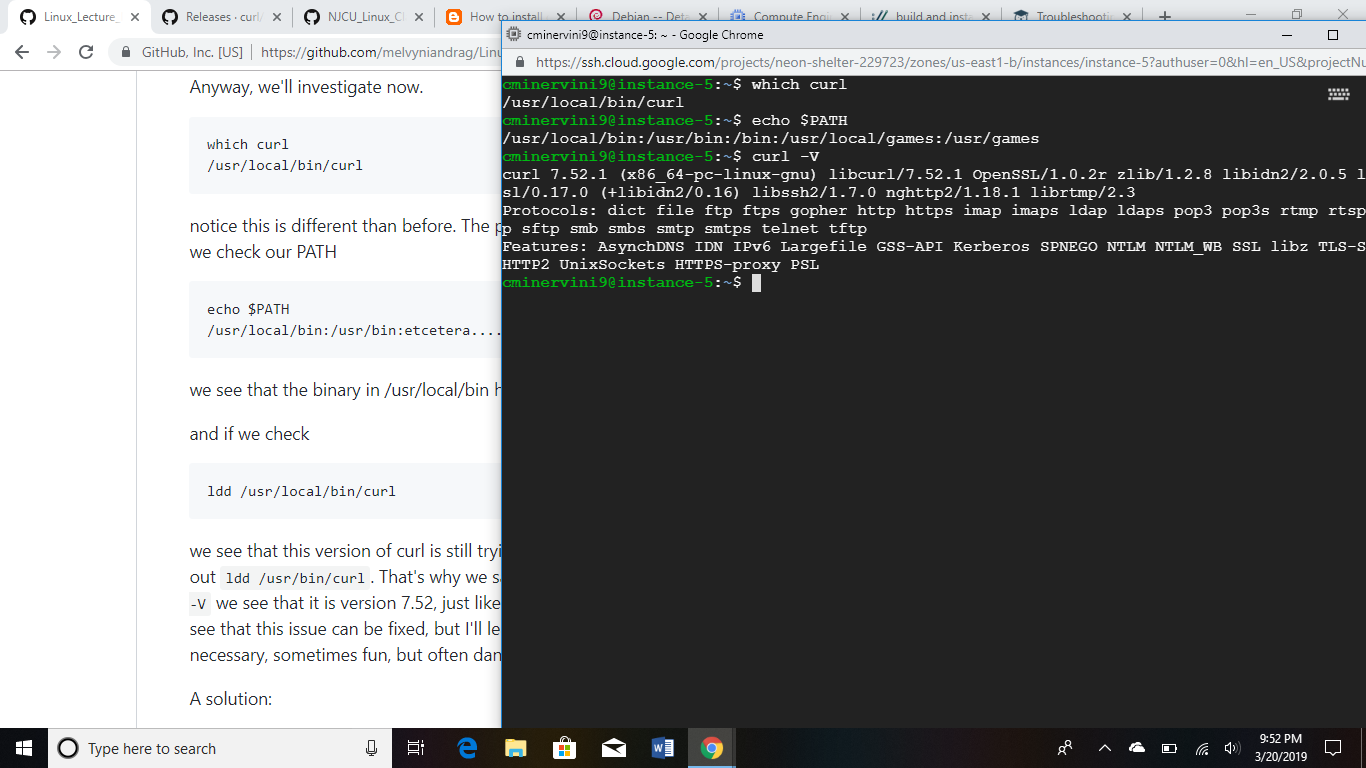 Linux_Lecture_
Releases · curl/
NJCU_Linux_Cl
How to install
Debian -- Deta
Compute Engi
build and insta
Troubleshooti
GitHub, Inc. [US] | https://github.com/melvyniandrag/Lin
Anyway, we'll investigate now.
which curl
/usr/local/bin/curl
notice this is different than before. The p
we check our PATH
echo $PATH
/usr/local/bin:/usr/bin:etcetera....
we see that the binary in /usr/local/bin h
and if we check
ldd /usr/local/bin/curl
we see that this version of curl is still tryi
out ldd /usr/bin/curl. That's why we sa
-V we see that it is version 7.52, just like
see that this issue can be fixed, but I'll le
necessary, sometimes fun, but often dan
A solution:
cminervini9@instance-5: ~ - Google Chrome
https://ssh.cloud.google.com/projects/neon-shelter-229723/zones/us-east1-b/instances/instance-5?authuser=0&hl=en_US&projectNu
cminervini9@instance-5:~$ which curl
/usr/local/bin/curl
cminervini9@instance-5:~$ echo $PATH
/usr/local/bin:/usr/bin:/bin:/usr/local/games:/usr/games
cminervini9@instance-5:~$ curl -V
curl 7.52.1 (x86_64-pc-linux-gnu) libcurl/7.52.1 OpenSSL/1.0.2r zlib/1.2.8 libidn2/2.0.5 l
sl/0.17.0 (+libidn2/0.16) libssh2/1.7.0 nghttp2/1.18.1 librtmp/2.3
Protocols: dict file ftp ftps gopher http https imap imaps ldap ldaps pop3 pop3s rtmp rtsp
p sftp smb smbs smtp smtps telnet tftp
Features: AsynchDNS IDN IPv6 Largefile GSS-API Kerberos SPNEGO NTLM NTLM_WB SSL libz TLS-S
HTTP2 UnixSockets HTTPS-proxy PSL
cminervini9@instance-5:~$
Type here to search
9:52 PM
3/20/2019